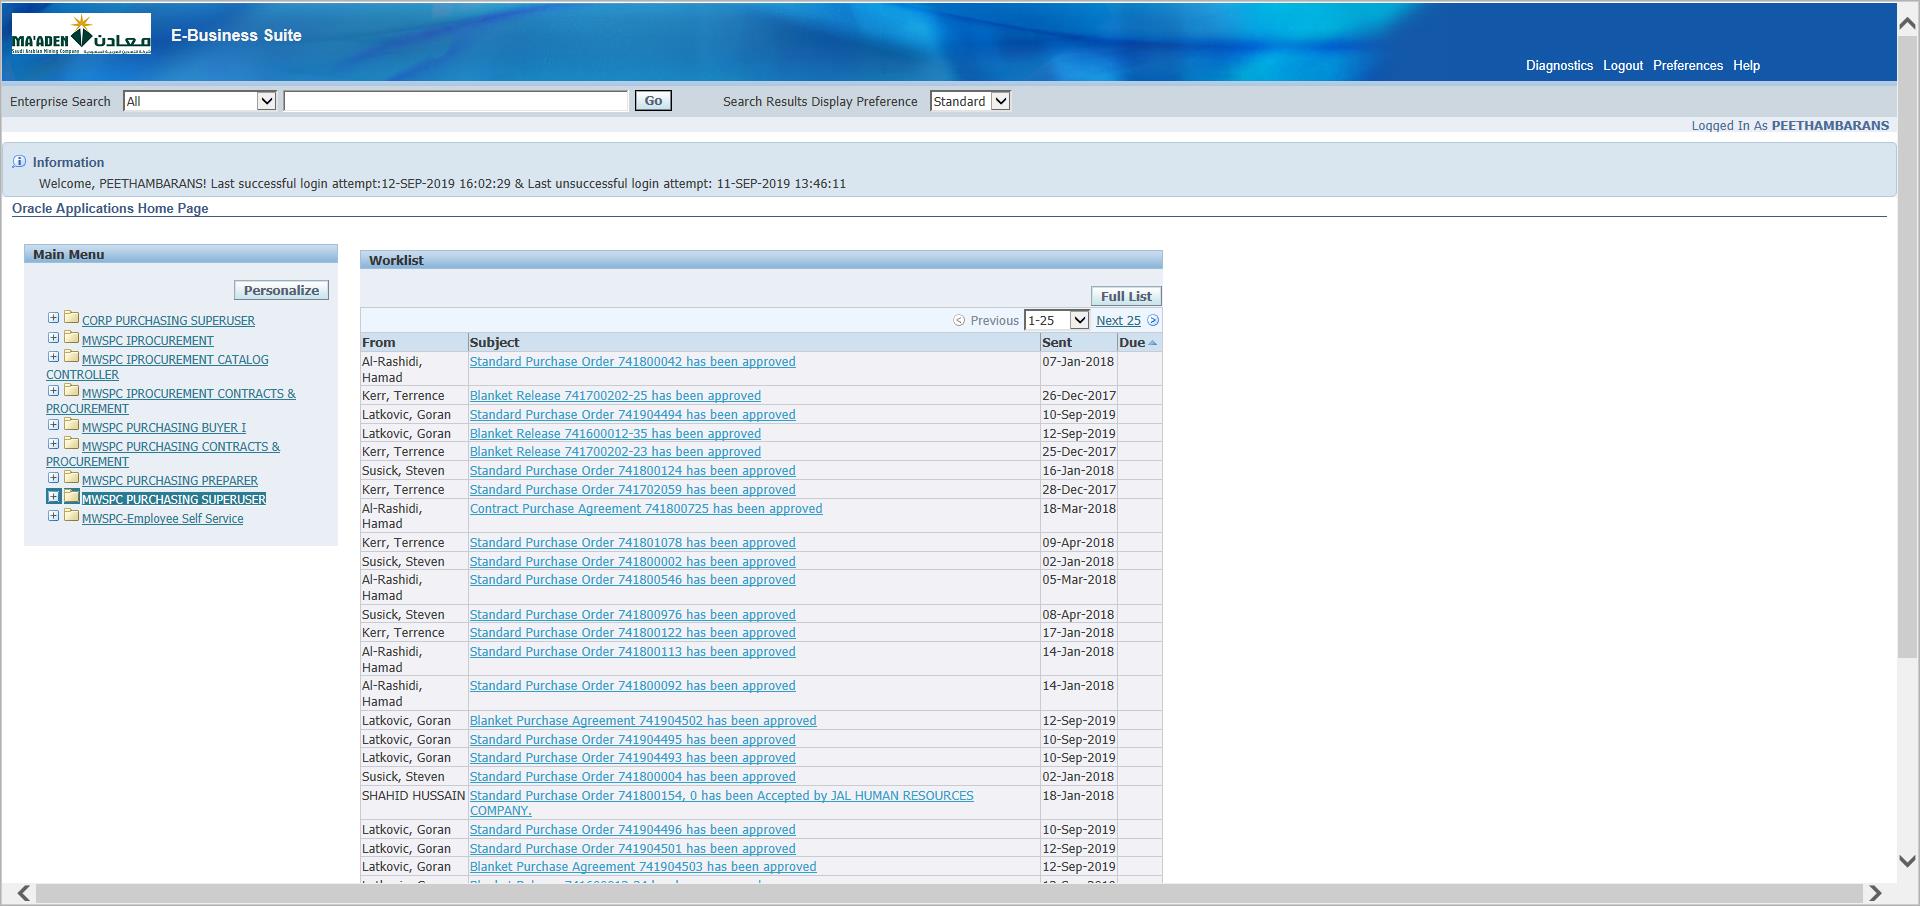 MA'ADEN معادن
Saudi Arabian Mining Company
E-Business Suite
Diagnostics Logout Preferences Help
Enterprise Search All Go Search Results Display Preference Standard
Logged In As PEETHAMBARANS
Information
Welcome, PEETHAMBARANS! Last successful login attempt:12-SEP-2019 16:02:29 & Last unsuccessful login attempt: 11-SEP-2019 13:46:11
Oracle Applications Home Page
Main Menu
Personalize
CORP PURCHASING SUPERUSER
MWSPC IPROCUREMENT
MWSPC IPROCUREMENT CATALOG
CONTROLLER
MWSPC IPROCUREMENT CONTRACTS &
PROCUREMENT
MWSPC PURCHASING BUYER I
MWSPC PURCHASING CONTRACTS &
PROCUREMENT
MWSPC PURCHASING PREPARER
MWSPC PURCHASING SUPERUSER
MWSPC-Employee Self Service
Worklist
Full List
Previous 1-25 Next 25
From Subject Sent Due
Al-Rashidi, Standard Purchase Order 741800042 has been approved 07-Jan-2018
Hamad
Kerr, Terrence Blanket Release 741700202-25 has been approved 26-Dec-2017
Latkovic, Goran Standard Purchase Order 741904494 has been approved 10-Sep-2019
Latkovic, Goran Blanket Release 741600012-35 has been approved 12-Sep-2019
Kerr, Terrence Blanket Release 741700202-23 has been approved 25-Dec-2017
Susick, Steven Standard Purchase Order 741800124 has been approved 16-Jan-2018
Kerr, Terrence Standard Purchase Order 741702059 has been approved 28-Dec-2017
Al-Rashidi, Contract Purchase Agreement 741800725 has been approved 18-Mar-2018
Hamad
Kerr, Terrence Standard Purchase Order 741801078 has been approved 09-Apr-2018
Susick, Steven Standard Purchase Order 741800002 has been approved 02-Jan-2018
Al-Rashidi, Standard Purchase Order 741800546 has been approved 05-Mar-2018
Hamad
Susick, Steven Standard Purchase Order 741800976 has been approved 08-Apr-2018
Kerr, Terrence Standard Purchase Order 741800122 has been approved 17-Jan-2018
Al-Rashidi, Standard Purchase Order 741800113 has been approved 14-Jan-2018
Hamad
Al-Rashidi, Standard Purchase Order 741800092 has been approved 14-Jan-2018
Hamad
Latkovic, Goran Blanket Purchase Agreement 741904502 has been approved 12-Sep-2019
Latkovic, Goran Standard Purchase Order 741904495 has been approved 10-Sep-2019
Latkovic, Goran Standard Purchase Order 741904493 has been approved 10-Sep-2019
Susick, Steven Standard Purchase Order 741800004 has been approved 02-Jan-2018
SHAHID HUSSAIN Standard Purchase Order 741800154, 0 has been Accepted by JAL HUMAN RESOURCES 18-Jan-2018
COMPANY.
Latkovic, Goran Standard Purchase Order 741904496 has been approved 10-Sep-2019
Latkovic, Goran Standard Purchase Order 741904501 has been approved 12-Sep-2019
Latkovic, Goran Blanket Purchase Agreement 741904503 has been approved 12-Sep-2019